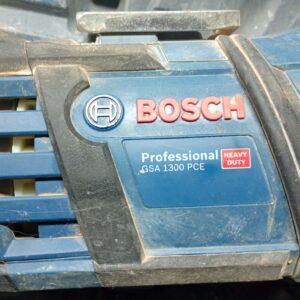 BOSCH
Professional HEAVY DUTY
GSA 1300 PCE